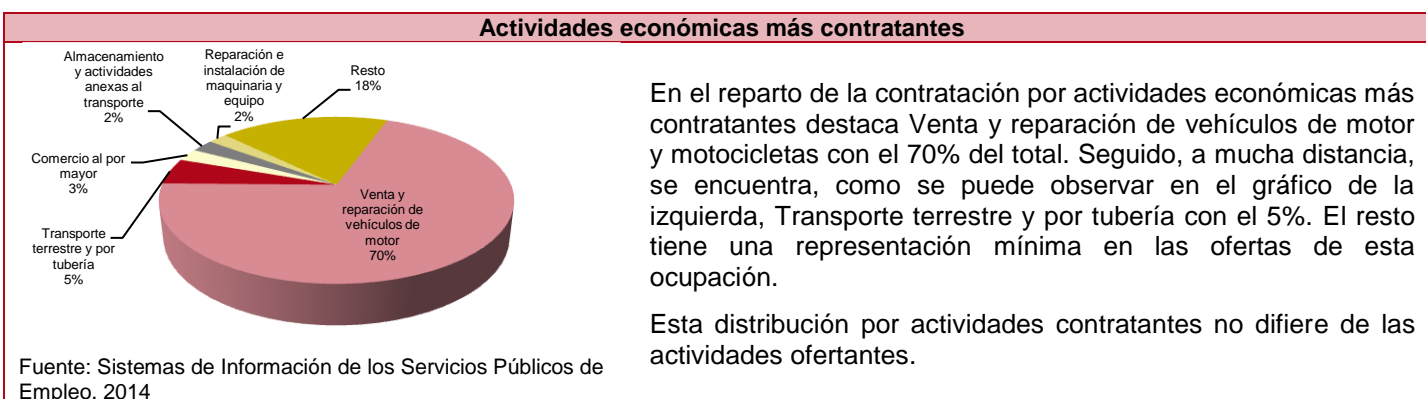 Actividades económicas más contratantes
Almacenamiento
y actividades
anexas al
transporte
2%
Reparación e
instalación de
maquinaria y
equipo
2%
Resto
18%
Comercio al por
mayor
3%
Transporte
terrestre y por
tubería
5%
Venta y
reparación de
vehículos de
motor
70%
Fuente: Sistemas de Información de los Servicios Públicos de
Empleo. 2014
En el reparto de la contratación por actividades económicas más
contratantes destaca Venta y reparación de vehículos de motor
y motocicletas con el 70% del total. Seguido, a mucha distancia,
se encuentra, como se puede observar en el gráfico de la
izquierda, Transporte terrestre y por tubería con el 5%. El resto
tiene una representación mínima en las ofertas de esta
ocupación.
Esta distribución por actividades contratantes no difiere de las
actividades ofertantes.